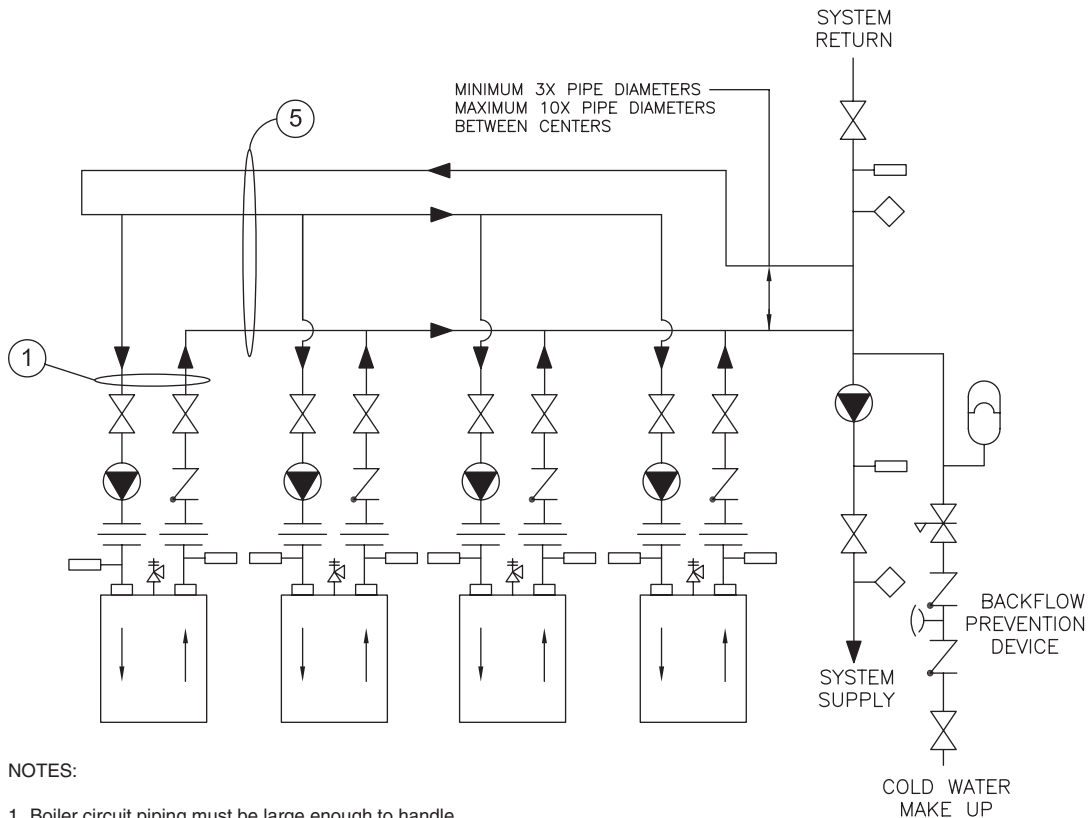 SYSTEM
RETURN
MINIMUM 3X PIPE DIAMETERS
MAXIMUM 10X PIPE DIAMETERS
BETWEEN CENTERS
5
1
BACKFLOW
PREVENTION
DEVICE
SYSTEM
SUPPLY
COLD WATER
MAKE UP
NOTES:
1. Boiler circuit piping must be large enough to handle